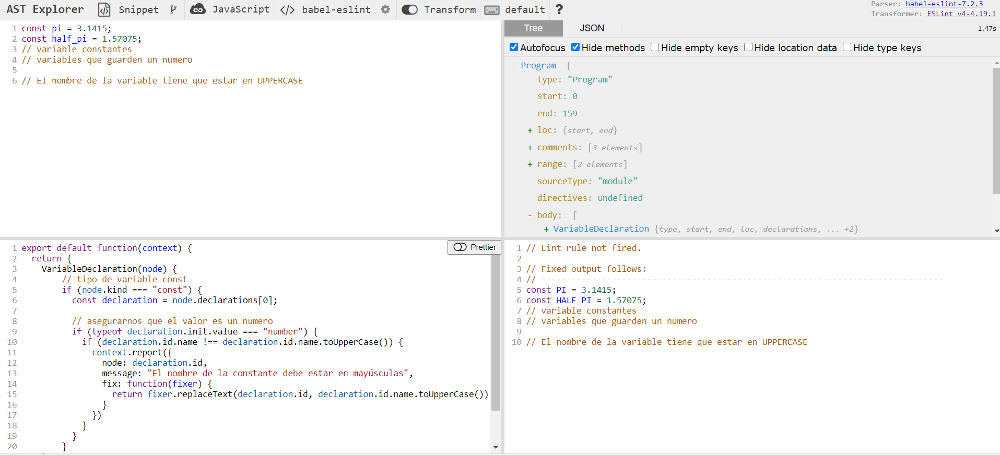 AST Explorer Snippet JavaScript </> babel-eslint Transform default ?
Parser: babel-eslint-7.2.3
Transformer: ESLint v4-4.19.1
1 const pi = 3.1415;
2 const half_pi = 1.57075;
3 // variable constantes
4 // variables que guarden un numero
5
6 // El nombre de la variable tiene que estar en UPPERCASE
Tree JSON 1.47s
Autofocus Hide methods Hide empty keys Hide location data Hide type keys
- Program {
type: "Program"
start: 0
end: 159
+ loc: {start, end}
+ comments: [3 elements]
+ range: [2 elements]
sourceType: "module"
directives: undefined
- body: [
+ VariableDeclaration {type, start, end, loc, declarations, ... +2}
Prettier
1 export default function(context) {
2   return {
3     VariableDeclaration(node) {
4         // tipo de variable const
5         if (node.kind === "const") {
6           const declaration = node.declarations[0];
7
8           // asegurarnos que el valor es un numero
9           if (typeof declaration.init.value === "number") {
10             if (declaration.id.name !== declaration.id.name.toUpperCase()) {
11               context.report({
12                 node: declaration.id,
13                 message: "El nombre de la constante debe estar en mayúsculas",
14                 fix: function(fixer) {
15                   return fixer.replaceText(declaration.id, declaration.id.name.toUpperCase())
16                 }
17               })
18             }
19           }
20         }
1 // Lint rule not fired.
2
3 // Fixed output follows:
4 // --------------------------------------------------------------------------------
5 const PI = 3.1415;
6 const HALF_PI = 1.57075;
7 // variable constantes
8 // variables que guarden un numero
9
10 // El nombre de la variable tiene que estar en UPPERCASE